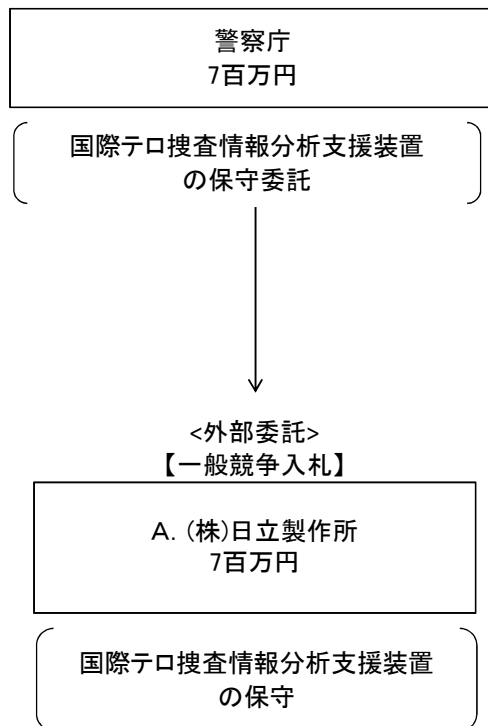 警察庁
7百万円
国際テロ捜査情報分析支援装置
の保守委託
<外部委託>
【一般競争入札】
A. (株)日立製作所
7百万円
国際テロ捜査情報分析支援装置
の保守